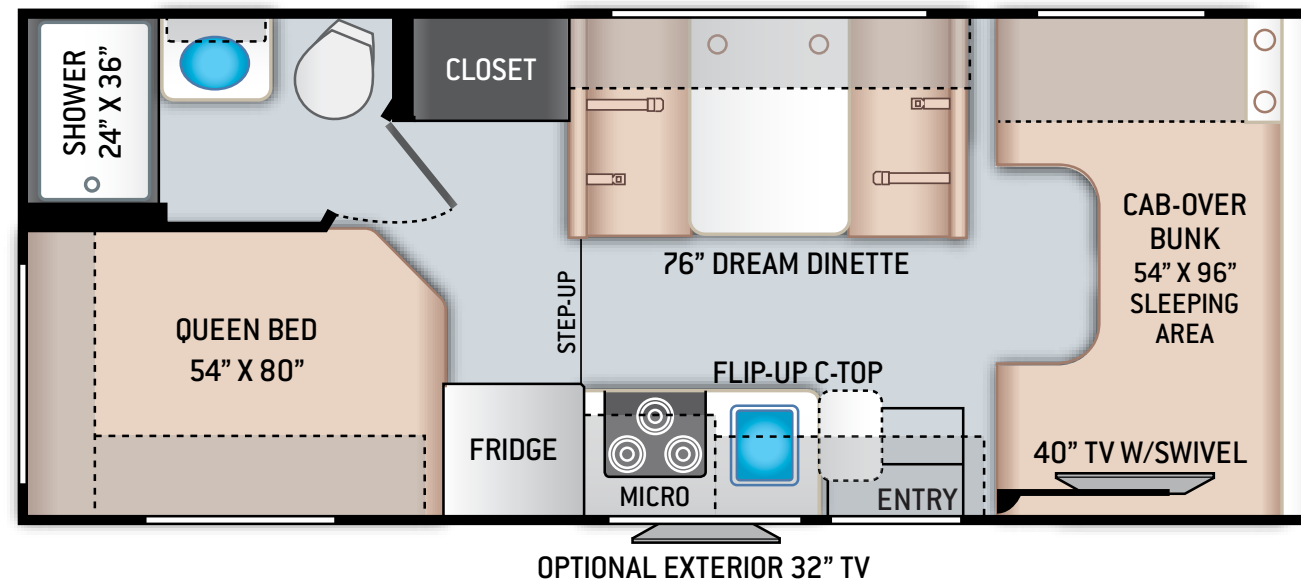 SHOWER
24” X 36”
CLOSET
76” DREAM DINETTE
CAB-OVER
BUNK
54” X 96”
SLEEPING
AREA
STEP-UP
QUEEN BED
54” X 80”
FLIP-UP C-TOP
FRIDGE
MICRO
ENTRY
40” TV W/SWIVEL
OPTIONAL EXTERIOR 32” TV